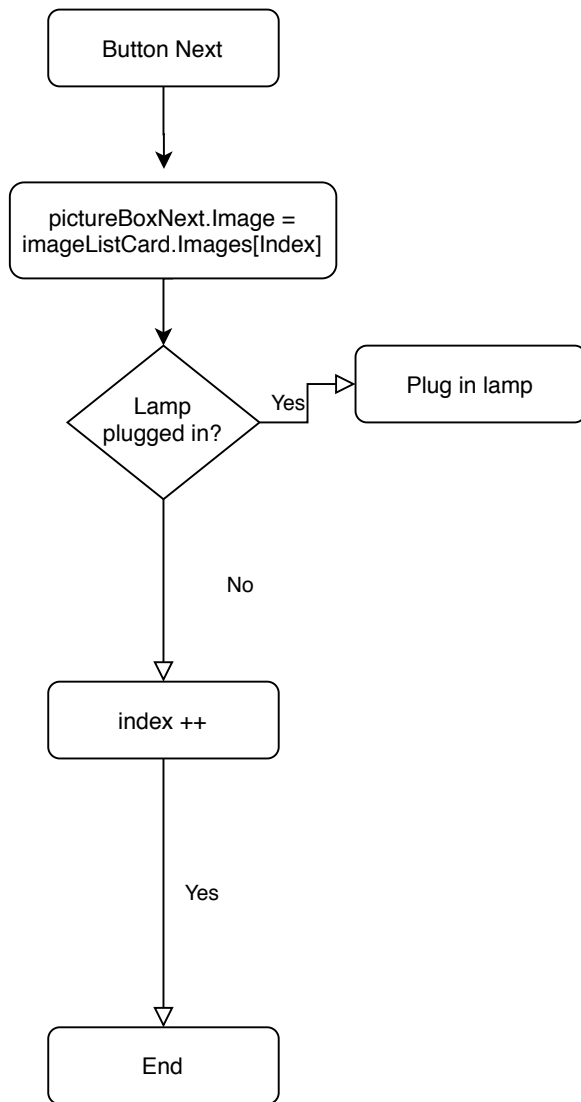 Button Next
pictureBoxNext.Image =
imageListCard.Images[Index]
Lamp
plugged in?
Yes
Plug in lamp
No
index ++
Yes
End